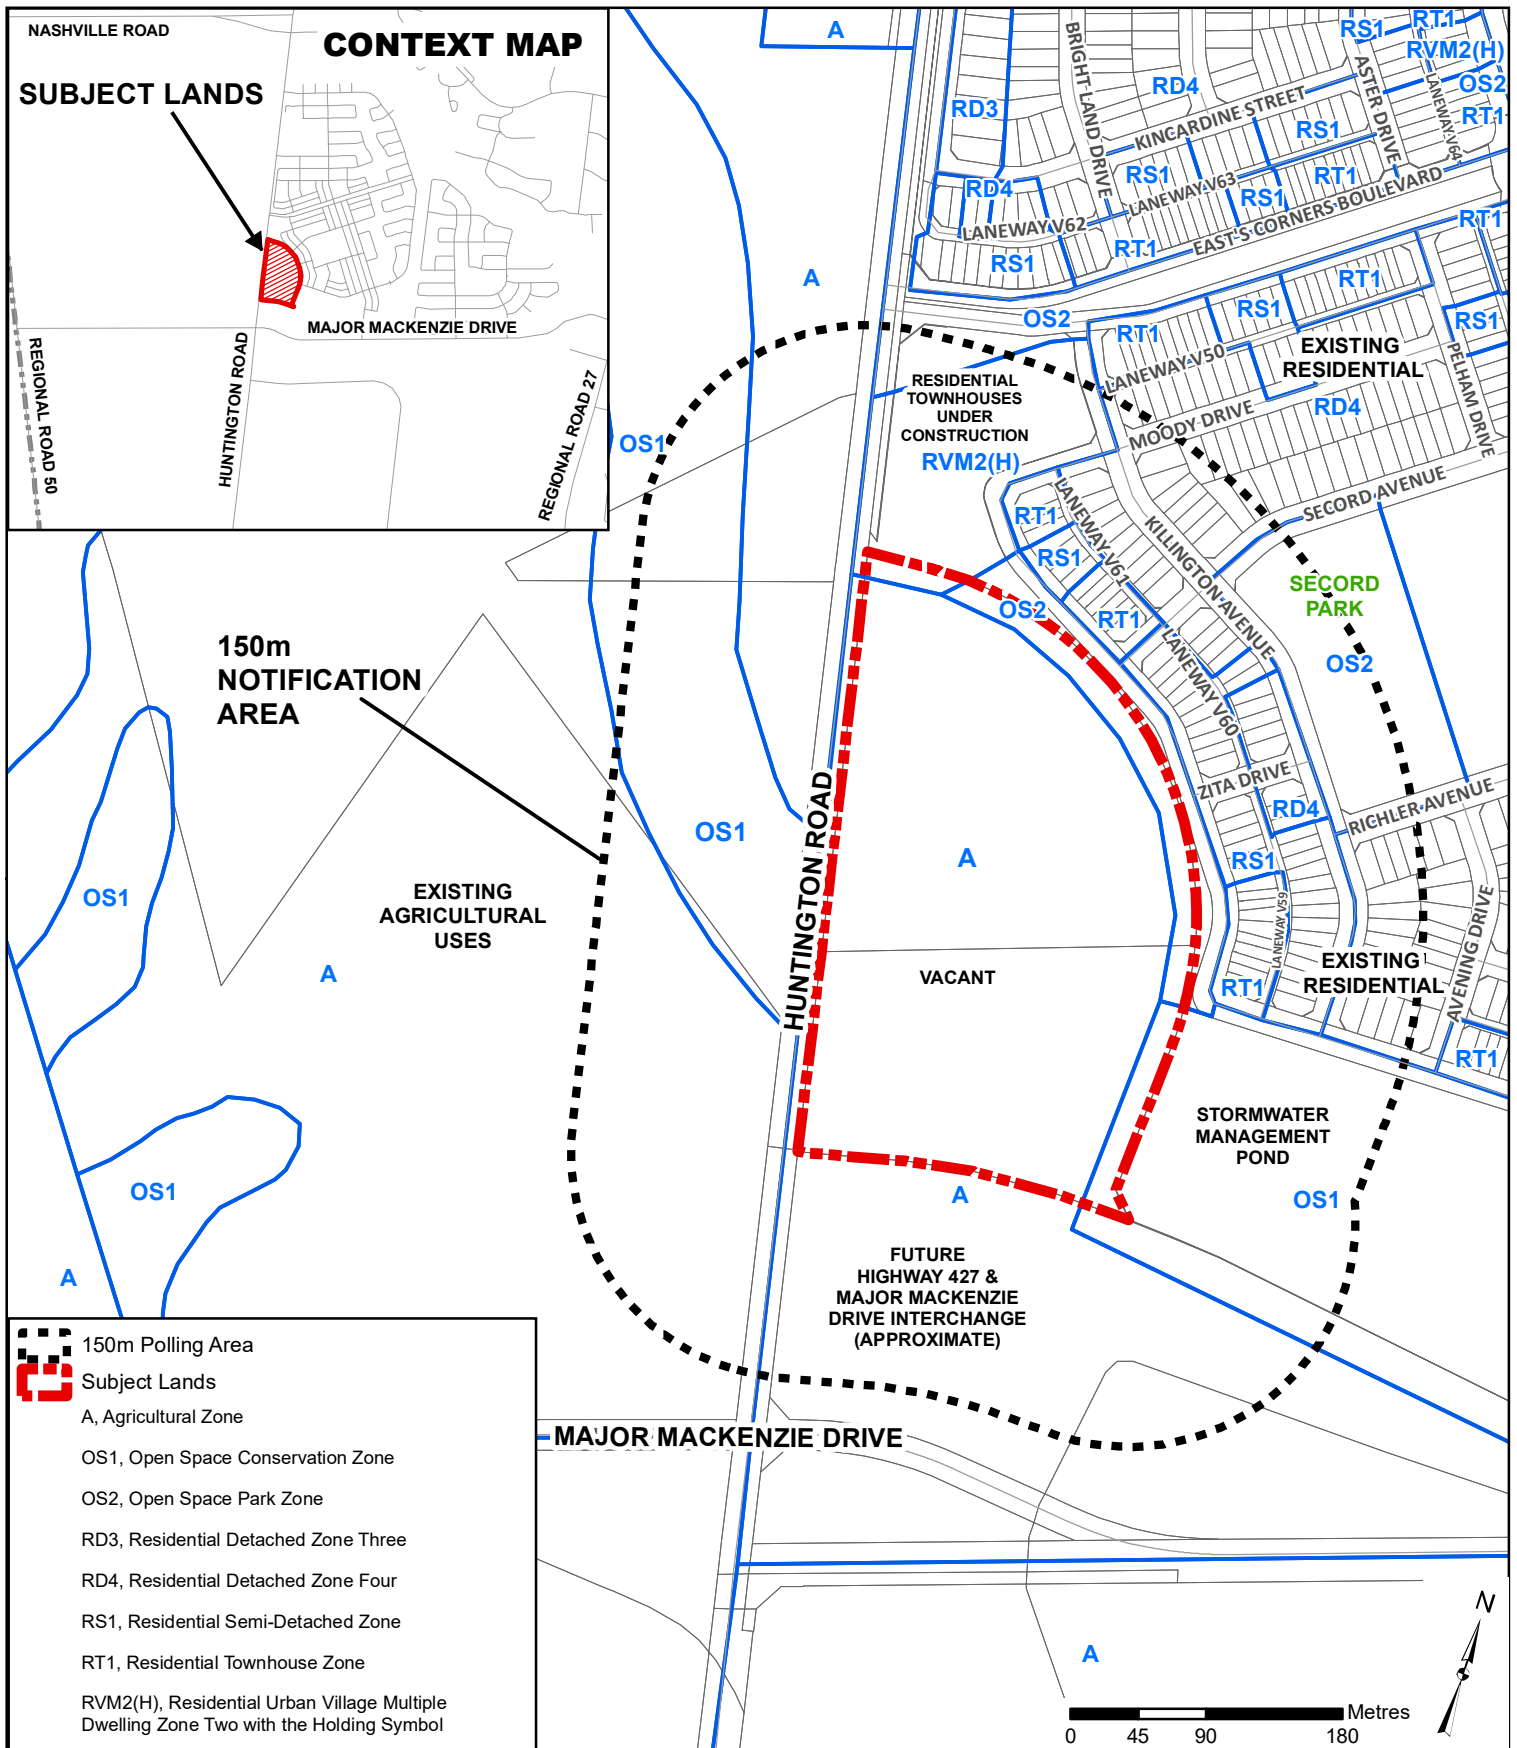 NASHVILLE ROAD
CONTEXT MAP
SUBJECT LANDS
MAJOR MACKENZIE DRIVE
REGIONAL ROAD 50
HUNTINGTON ROAD
REGIONAL ROAD 27
A
RS1
RT1
RVM2(H)
OS2
RT1
BRIGHT LAND DRIVE
RD4
ASTER DRIVE
LANEWAY V64
RD3
KINCARDINE STREET
RS1
RD4
RS1
LANEWAY V63
RS1
RT1
LANEWAY V62
RT1
EAST'S CORNERS BOULEVARD
RT1
RS1
A
RT1
OS2
RT1
RS1
RS1
LANEWAY V50
EXISTING
RESIDENTIAL
PELHAM DRIVE
RESIDENTIAL
TOWNHOUSES
UNDER
CONSTRUCTION
RVM2(H)
RD4
MOODY DRIVE
OS1
SECORD AVENUE
LANEWAY V61
RT1
KILLINGTON AVENUE
RS1
SECORD
PARK
OS2
OS2
RT1
LANEWAY V60
150m
NOTIFICATION
AREA
ZITA DRIVE
RD4
RICHLER AVENUE
OS1
HUNTINGTON ROAD
A
RS1
OS1
EXISTING
AGRICULTURAL
USES
LANEWAY V59
AVENING DRIVE
A
VACANT
EXISTING
RESIDENTIAL
RT1
RT1
STORMWATER
MANAGEMENT
POND
OS1
OS1
A
A
FUTURE
HIGHWAY 427 &
MAJOR MACKENZIE
DRIVE INTERCHANGE
(APPROXIMATE)
MAJOR MACKENZIE DRIVE
150m Polling Area
Subject Lands
A, Agricultural Zone
OS1, Open Space Conservation Zone
OS2, Open Space Park Zone
RD3, Residential Detached Zone Three
RD4, Residential Detached Zone Four
RS1, Residential Semi-Detached Zone
RT1, Residential Townhouse Zone
RVM2(H), Residential Urban Village Multiple
Dwelling Zone Two with the Holding Symbol
A
N
Metres
0 45 90 180